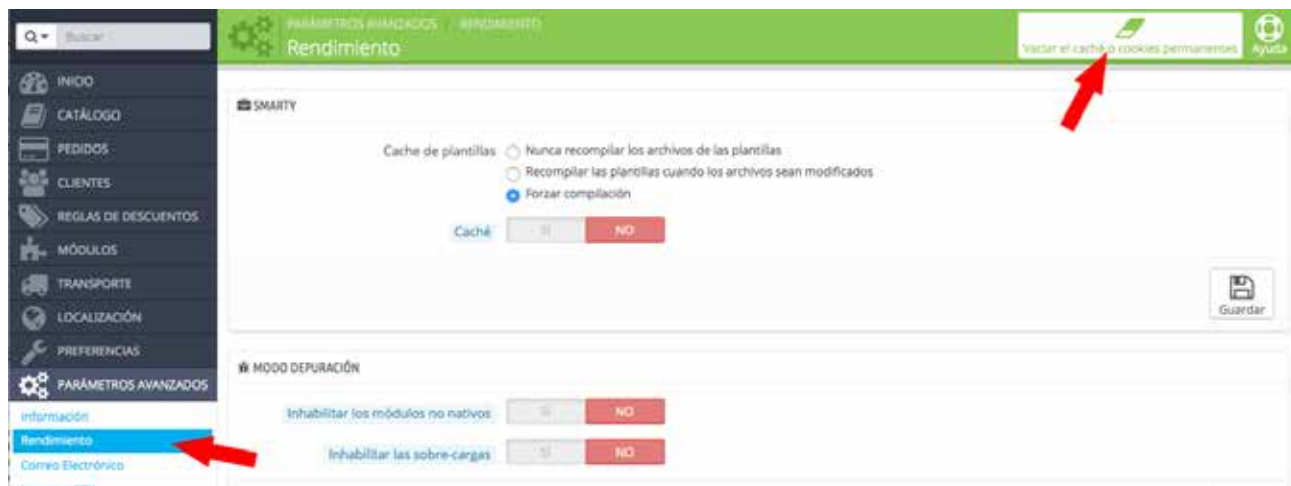 Buscar
PARÁMETROS AVANZADOS / RENDIMIENTO
Rendimiento
Vaciar el caché o cookies permanentes
Ayuda
INICIO
CATÁLOGO
PEDIDOS
CLIENTES
REGLAS DE DESCUENTOS
MÓDULOS
TRANSPORTE
LOCALIZACIÓN
PREFERENCIAS
PARÁMETROS AVANZADOS
Información
Rendimiento
Correo Electrónico
SMARTY
Cache de plantillas
Nunca recompilar los archivos de las plantillas
Recompilar las plantillas cuando los archivos sean modificados
Forzar compilación
Caché SÍ NO
Guardar
MODO DEPURACIÓN
Inhabilitar los módulos no nativos SÍ NO
Inhabilitar las sobre-cargas SÍ NO